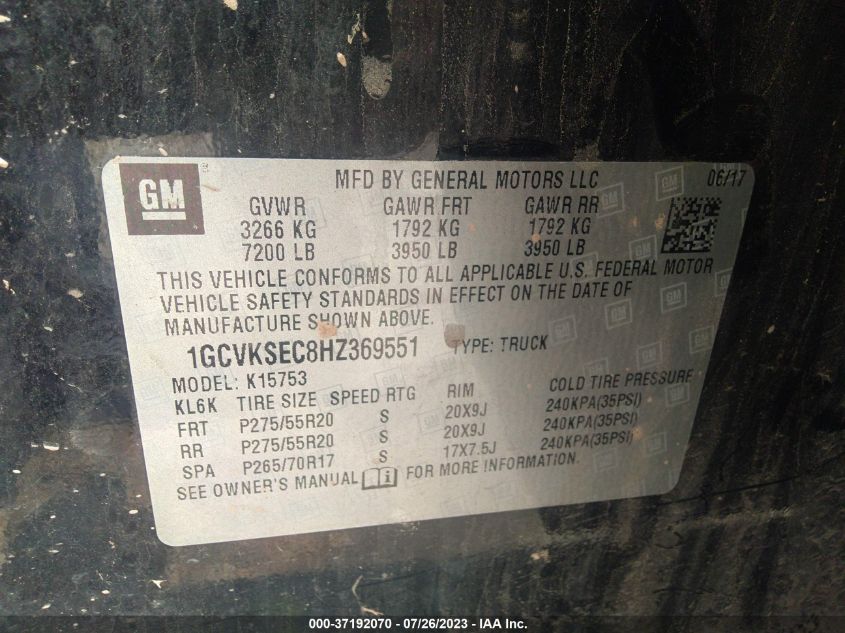 GM
MFD BY GENERAL MOTORS LLC 06/17
GVWR GAWR FRT GAWR RR
3266 KG 1792 KG 1792 KG
7200 LB 3950 LB 3950 LB
THIS VEHICLE CONFORMS TO ALL APPLICABLE U.S. FEDERAL MOTOR
VEHICLE SAFETY STANDARDS IN EFFECT ON THE DATE OF
MANUFACTURE SHOWN ABOVE.
1GCVKSEC8HZ369551 TYPE: TRUCK
MODEL: K15753
KL6K TIRE SIZE SPEED RTG RIM COLD TIRE PRESSURE
FRT P275/55R20 S 20X9J 240KPA(35PSI)
RR P275/55R20 S 20X9J 240KPA(35PSI)
SPA P265/70R17 S 17X7.5J 240KPA(35PSI)
SEE OWNER'S MANUAL FOR MORE INFORMATION.
000-37192070 - 07/26/2023 - IAA Inc.